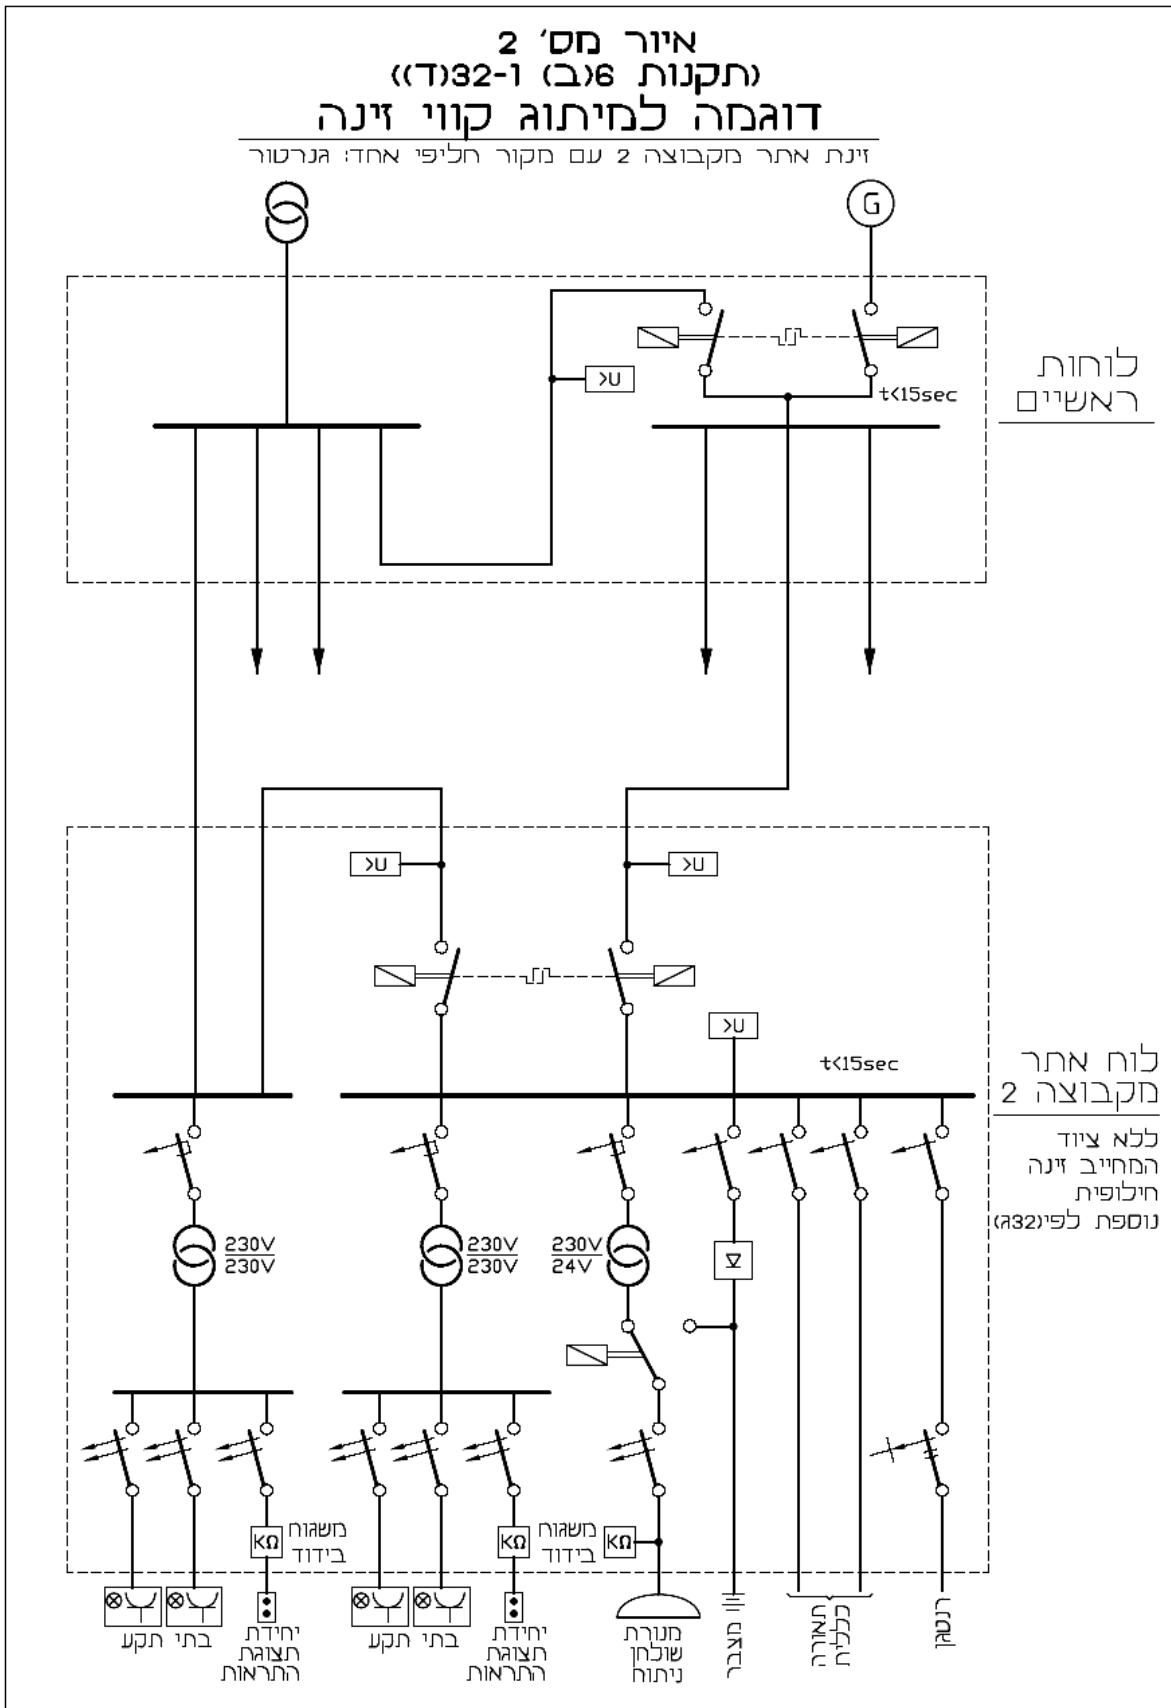 איור מס' 2
(תקנות 6(ב) ו-32(ד))
דוגמה למיתוג קווי זינה
זינת אתר מקבוצה 2 עם מקור חליפי אחד: גנרטור
G
U<
t<15sec
לוחות
ראשיים
U<
U<
U<
t<15sec
לוח אתר
מקבוצה 2
ללא ציוד
המחייב זינה
חילופית
נוספת לפי(32ג)
230V
230V
230V
230V
230V
24V
משגוח
בידוד
KΩ
משגוח
בידוד
KΩ
KΩ
בתי תקע
יחידת
תצוגת
התראות
בתי תקע
יחידת
תצוגת
התראות
מנורת
שולחן
ניתוח
מצבר
תאורה
כללית
רנטגן